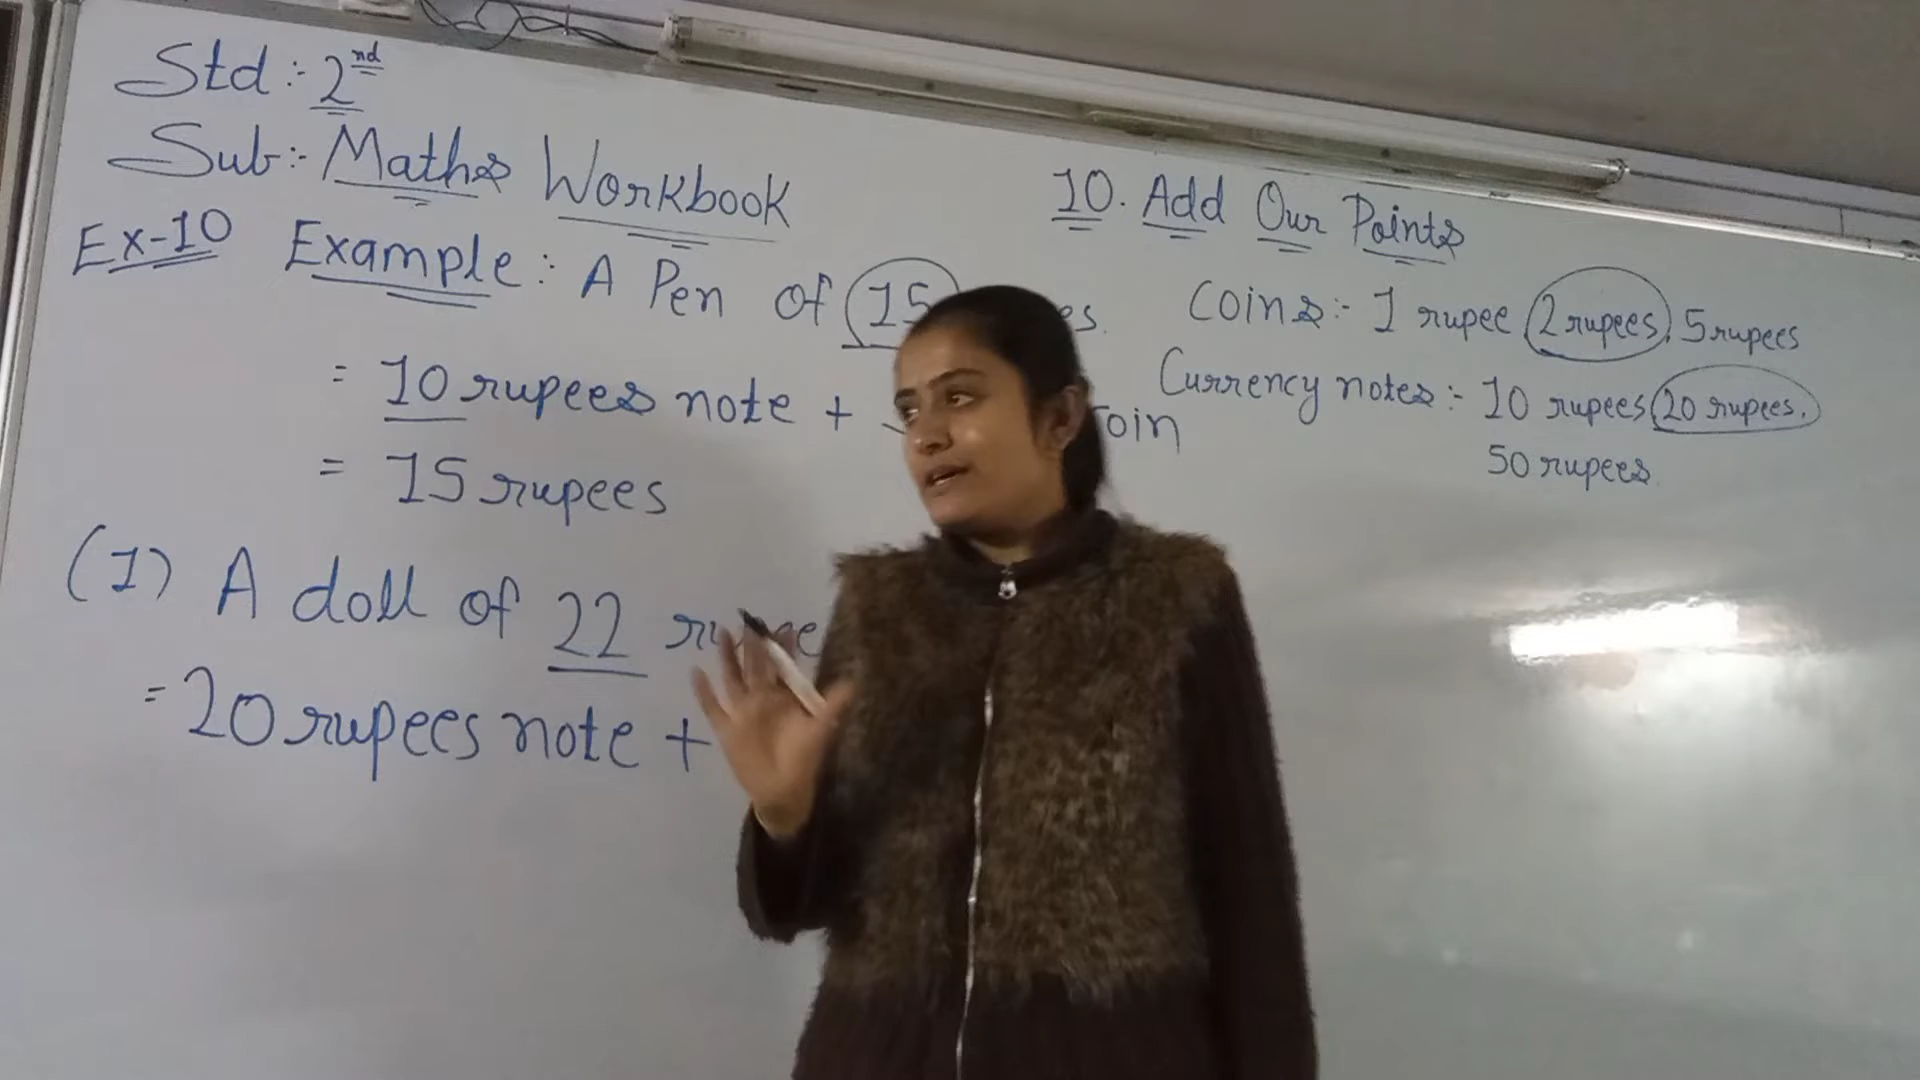 Std :- 2nd
Sub :- Maths Workbook
Ex-10 Example : A Pen of 15
= 10 rupees note + coin
= 15 rupees
(1) A doll of 22
= 20 rupees note +
10. Add Our Points
Coins :- 1 rupee 2 rupees, 5 rupees
Currency notes :- 10 rupees 20 rupees,
50 rupees.